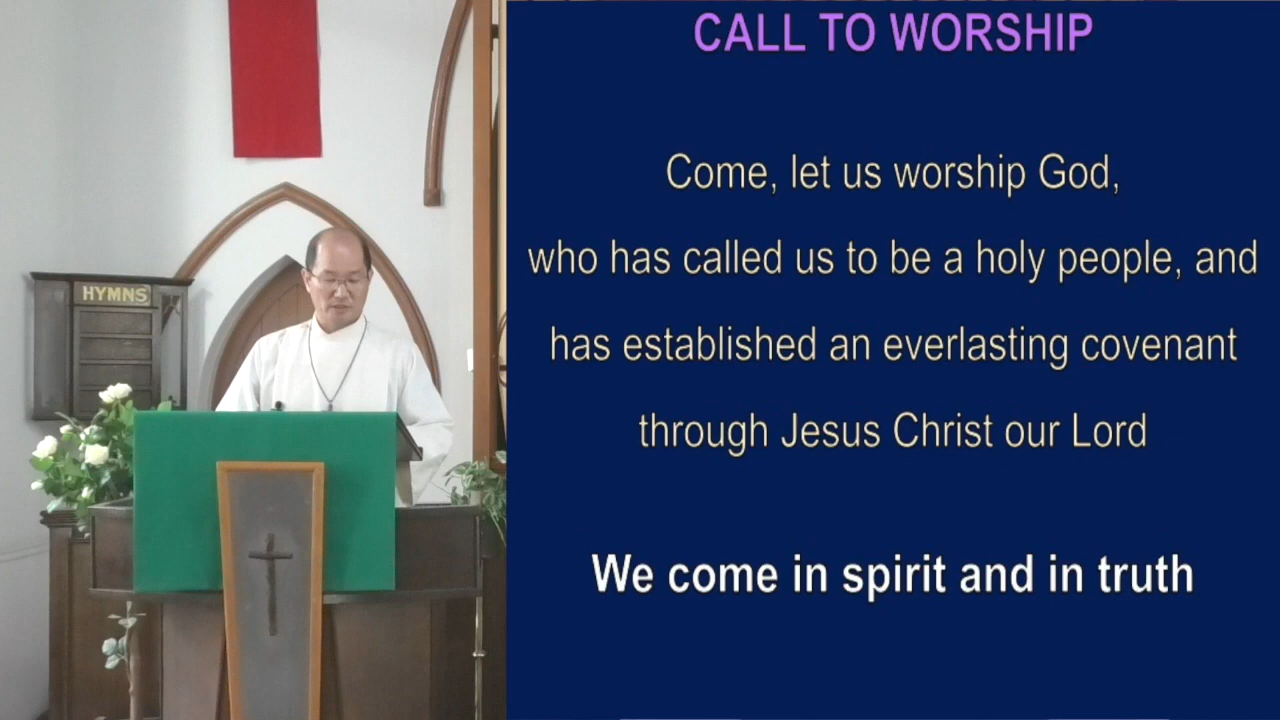 CALL TO WORSHIP
Come, let us worship God,
who has called us to be a holy people, and
has established an everlasting covenant
through Jesus Christ our Lord
We come in spirit and in truth
HYMNS